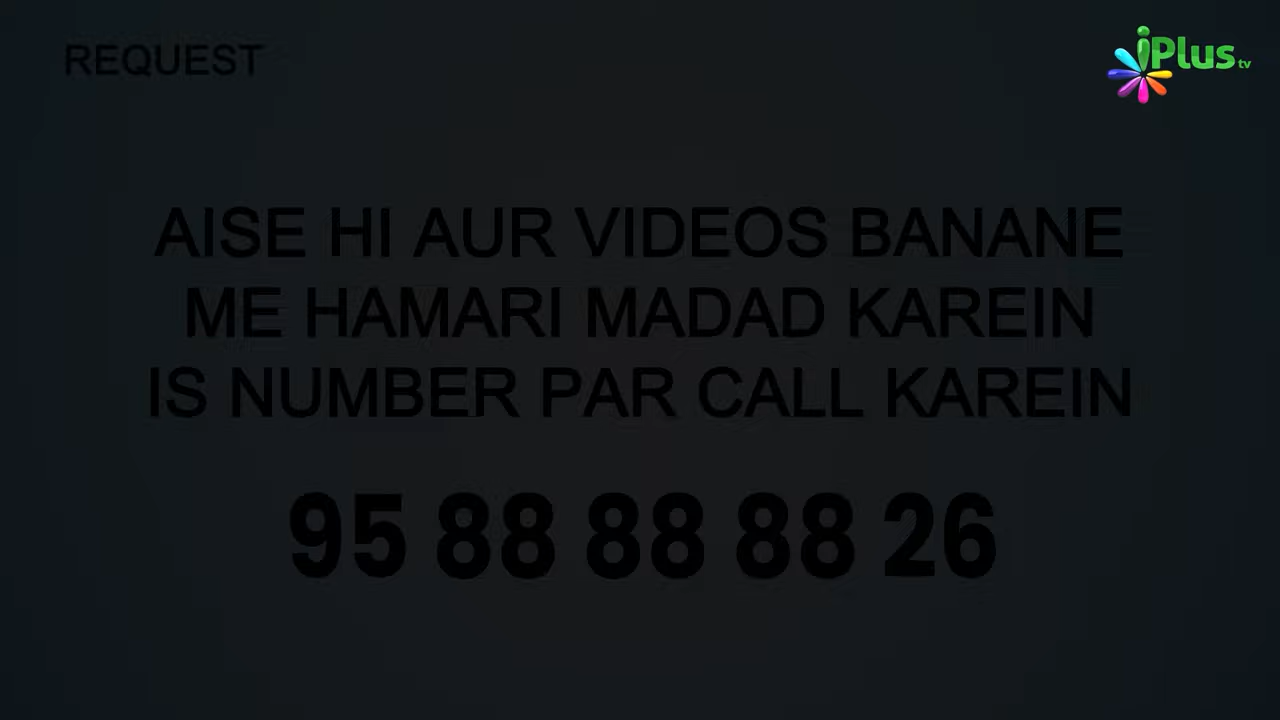 REQUEST
iPlus tv
AISE HI AUR VIDEOS BANANE
ME HAMARI MADAD KAREIN
IS NUMBER PAR CALL KAREIN
95 88 88 88 26